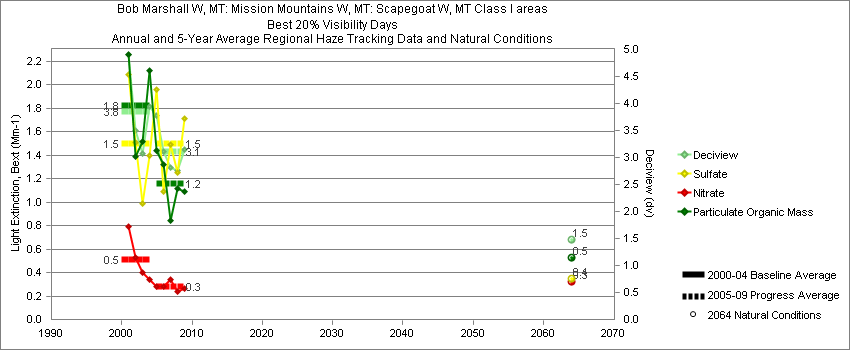 Bob Marshall W, MT: Mission Mountains W, MT: Scapegoat W, MT Class I areas
Best 20% Visibility Days
Annual and 5-Year Average Regional Haze Tracking Data and Natural Conditions
Light Extinction, Bext (Mm-1)
2.2
2.0
1.8
1.6
1.4
1.2
1.0
0.8
0.6
0.4
0.2
0.0
1.8
3.8
1.5
1.5
3.1
1.2
0.5
0.3
1.5
0.5
0.4
0.3
5.0
4.5
4.0
3.5
3.0
2.5
2.0
1.5
1.0
0.5
0.0
Deciview (dv)
1990 2000 2010 2020 2030 2040 2050 2060 2070
Deciview
Sulfate
Nitrate
Particulate Organic Mass
2000-04 Baseline Average
2005-09 Progress Average
2064 Natural Conditions